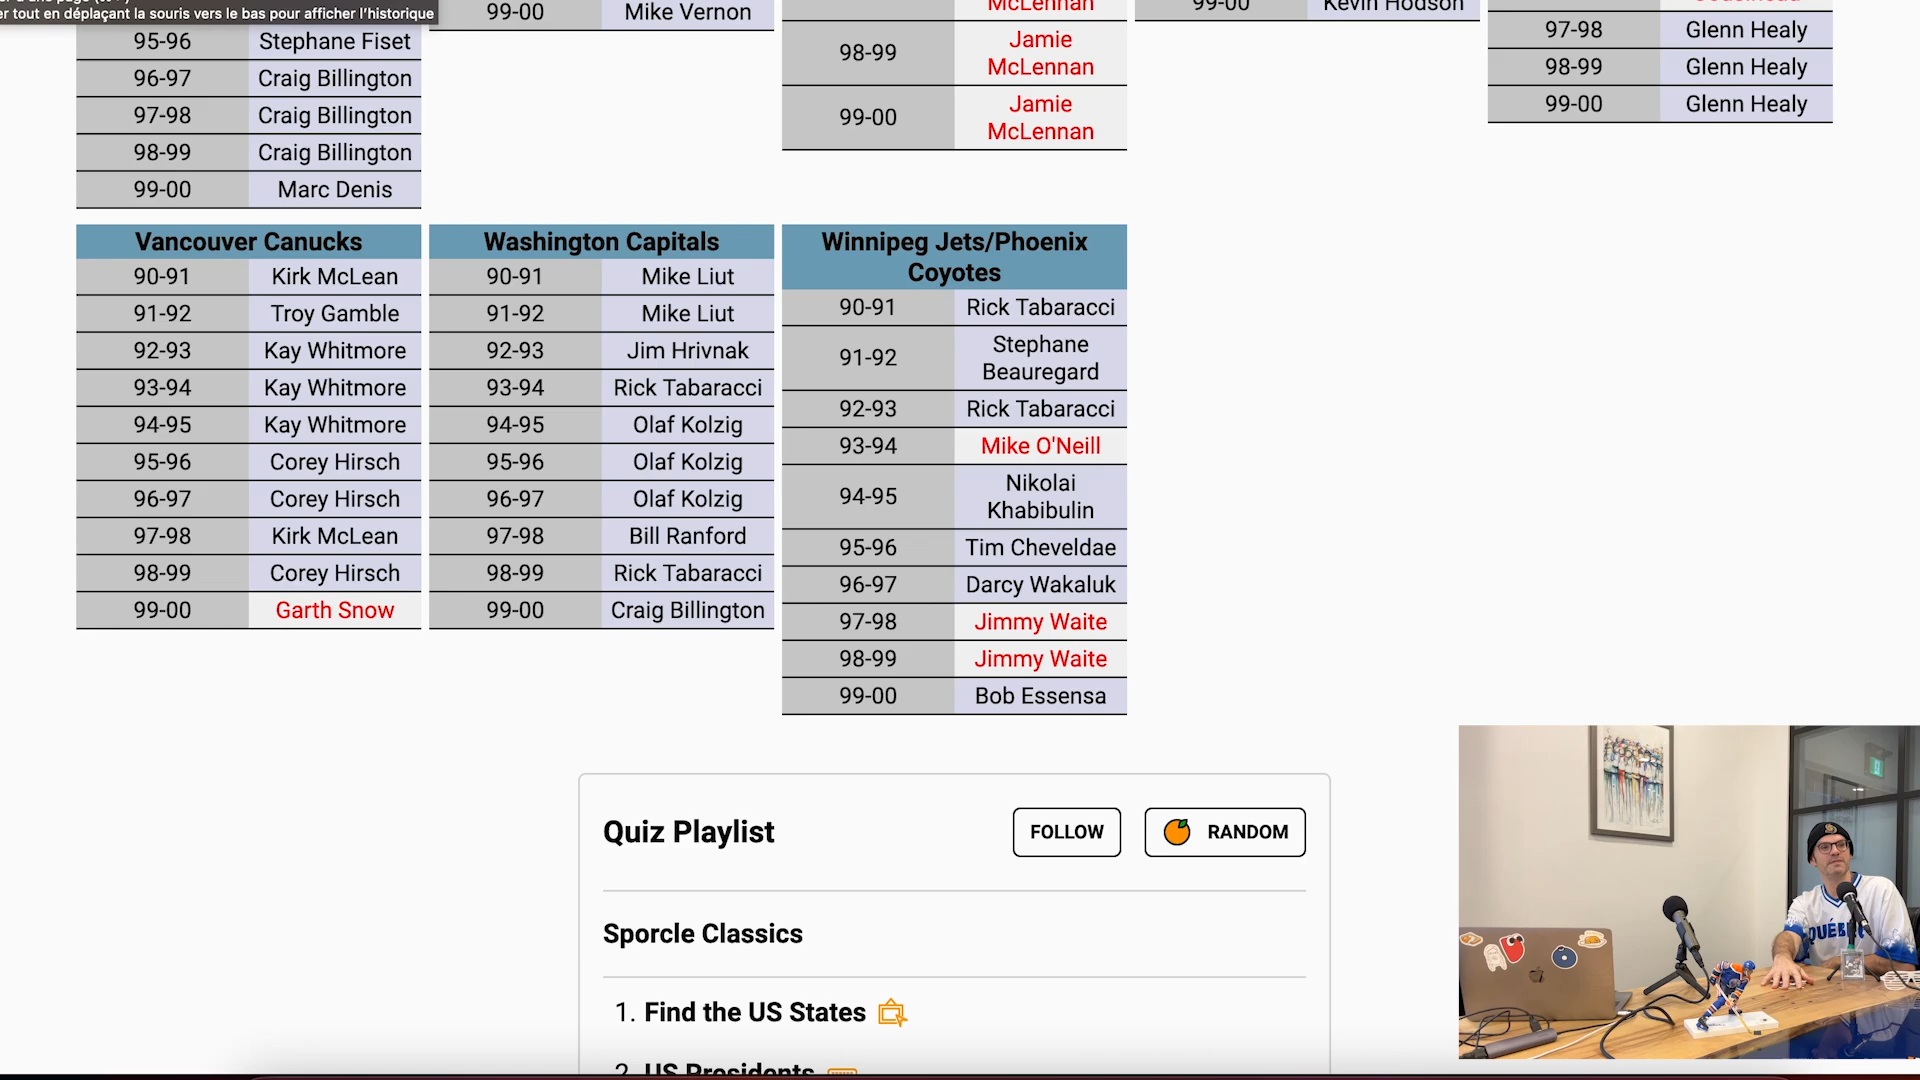 er tout en déplaçant la souris vers le bas pour afficher l'historique
95-96 Stephane Fiset
96-97 Craig Billington
97-98 Craig Billington
98-99 Craig Billington
99-00 Marc Denis
99-00 Mike Vernon
McLennan
98-99 Jamie
McLennan
99-00 Jamie
McLennan
99-00 Kevin Hodson
97-98 Glenn Healy
98-99 Glenn Healy
99-00 Glenn Healy
Vancouver Canucks
90-91 Kirk McLean
91-92 Troy Gamble
92-93 Kay Whitmore
93-94 Kay Whitmore
94-95 Kay Whitmore
95-96 Corey Hirsch
96-97 Corey Hirsch
97-98 Kirk McLean
98-99 Corey Hirsch
99-00 Garth Snow
Washington Capitals
90-91 Mike Liut
91-92 Mike Liut
92-93 Jim Hrivnak
93-94 Rick Tabaracci
94-95 Olaf Kolzig
95-96 Olaf Kolzig
96-97 Olaf Kolzig
97-98 Bill Ranford
98-99 Rick Tabaracci
99-00 Craig Billington
Winnipeg Jets/Phoenix
Coyotes
90-91 Rick Tabaracci
91-92 Stephane
Beauregard
92-93 Rick Tabaracci
93-94 Mike O'Neill
94-95 Nikolai
Khabibulin
95-96 Tim Cheveldae
96-97 Darcy Wakaluk
97-98 Jimmy Waite
98-99 Jimmy Waite
99-00 Bob Essensa
Quiz Playlist
FOLLOW
RANDOM
Sporcle Classics
1. Find the US States
2. US Presidents